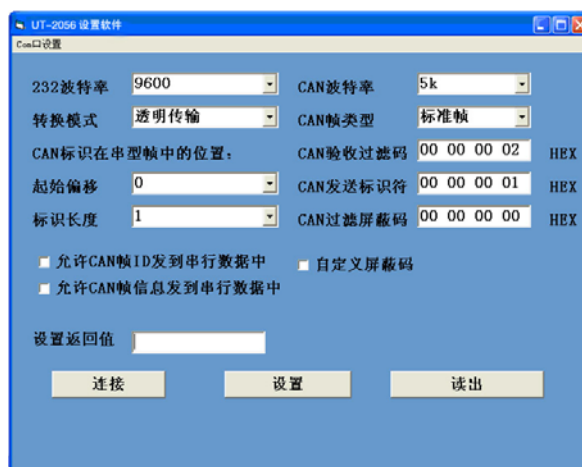 UT-2056 设置软件
Com口设置
232波特率 9600 CAN波特率 5k
转换模式 透明传输 CAN帧类型 标准帧
CAN标识在串型帧中的位置: CAN验收过滤码 00 00 00 02 HEX
起始偏移 0 CAN发送标识符 00 00 00 01 HEX
标识长度 1 CAN过滤屏蔽码 00 00 00 00 HEX
允许CAN帧ID发到串行数据中 自定义屏蔽码
允许CAN帧信息发到串行数据中
设置返回值
连接 设置 读出